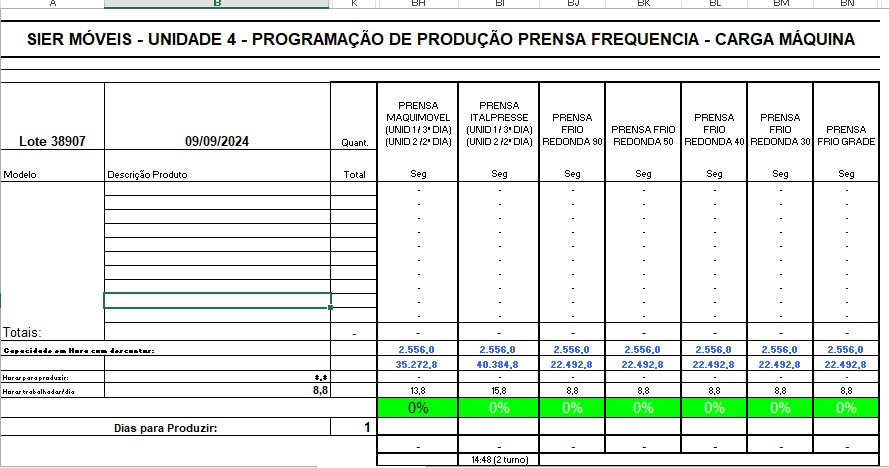 A B K BH BI BJ BK BL BM BN
SIER MÓVEIS - UNIDADE 4 - PROGRAMAÇÃO DE PRODUÇÃO PRENSA FREQUENCIA - CARGA MÁQUINA
Lote 38907 09/09/2024 Quant. PRENSA MAQUIMOVEL (UNID 1 / 3º DIA) (UNID 2 / 2º DIA) PRENSA ITALPRESSE (UNID 1 / 3º DIA) (UNID 2 / 2º DIA) PRENSA FRIO REDONDA 90 PRENSA FRIO REDONDA 50 PRENSA FRIO REDONDA 40 PRENSA FRIO REDONDA 30 PRENSA FRIO GRADE
Modelo Descrição Produto Total Seg Seg Seg Seg Seg Seg Seg
- - - - - - -
- - - - - - -
- - - - - - -
- - - - - - -
- - - - - - -
- - - - - - -
- - - - - - -
- - - - - - -
- - - - - - -
- - - - - - -
Totais: - - - - - - - -
Capacidade em Hora com descontar: 2.556,0 2.556,0 2.556,0 2.556,0 2.556,0 2.556,0 2.556,0
35.272,8 40.384,8 22.492,8 22.492,8 22.492,8 22.492,8 22.492,8
Horas para produzir: *,* - - - - - - -
Horas trabalhadas/dia 8,8 13,8 15,8 8,8 8,8 8,8 8,8 8,8
0% 0% 0% 0% 0% 0% 0%
Dias para Produzir: 1
- - - - - - -
14:48 (2 turno)